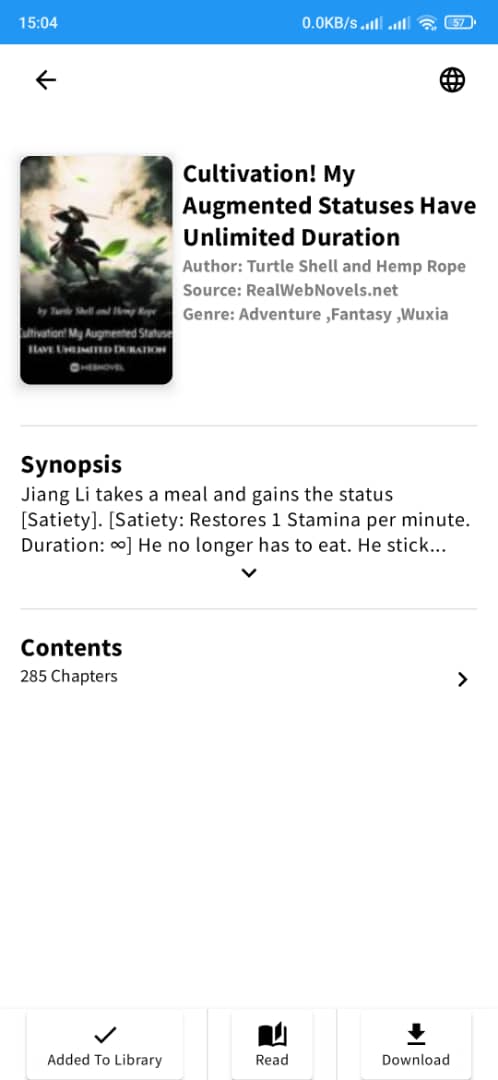 15:04
0.0KB/s
57
Cultivation! My
Augmented Statuses Have
Unlimited Duration
Author: Turtle Shell and Hemp Rope
Source: RealWebNovels.net
Genre: Adventure ,Fantasy ,Wuxia
by Turtle Shell and Hemp Rope
ultivation! My Augmented Statuse
HAVE UNLIMITED DURATION
WEBNOVEL
Synopsis
Jiang Li takes a meal and gains the status
[Satiety]. [Satiety: Restores 1 Stamina per minute.
Duration: ∞] He no longer has to eat. He stick...
Contents
285 Chapters
Added To Library
Read
Download